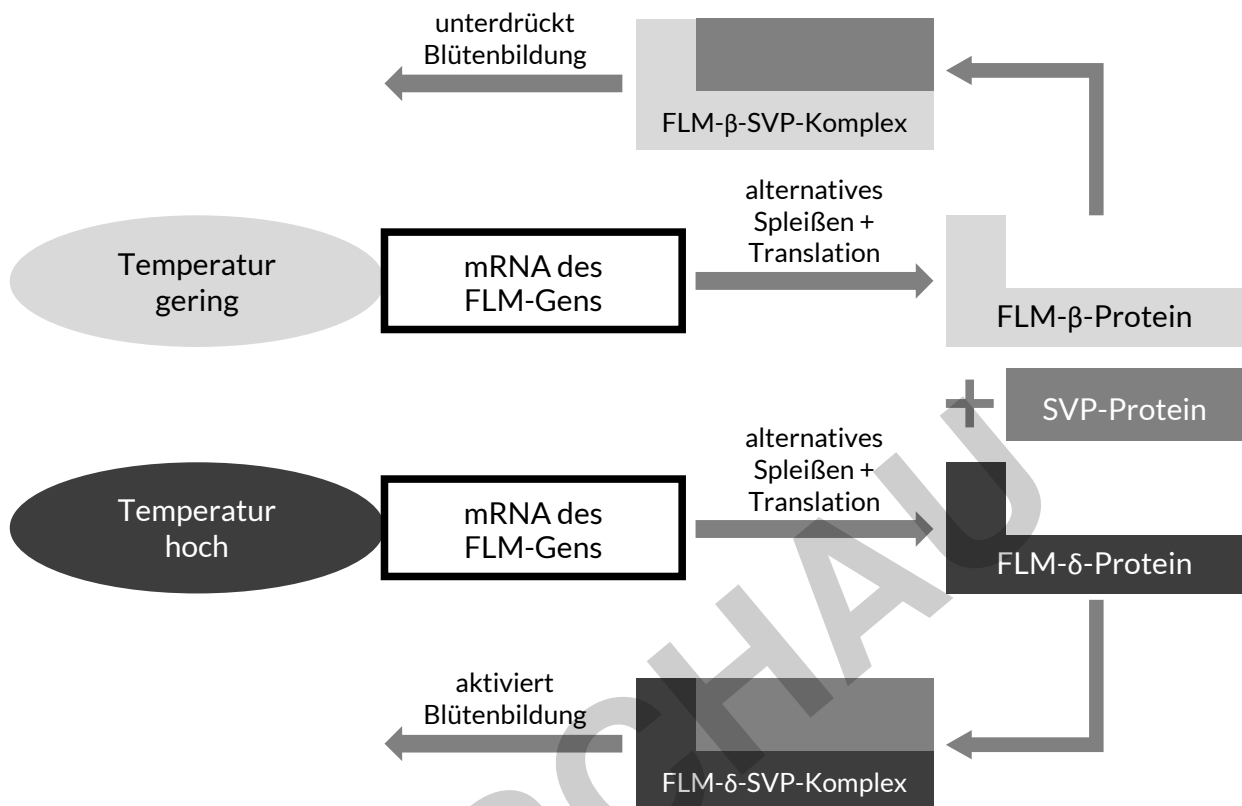 unterdrückt
Blütenbildung
FLM-β-SVP-Komplex
Temperatur
gering
mRNA des
FLM-Gens
alternatives
Spleißen +
Translation
FLM-β-Protein
+
SVP-Protein
Temperatur
hoch
mRNA des
FLM-Gens
alternatives
Spleißen +
Translation
FLM-δ-Protein
aktiviert
Blütenbildung
FLM-δ-SVP-Komplex
SCHAU